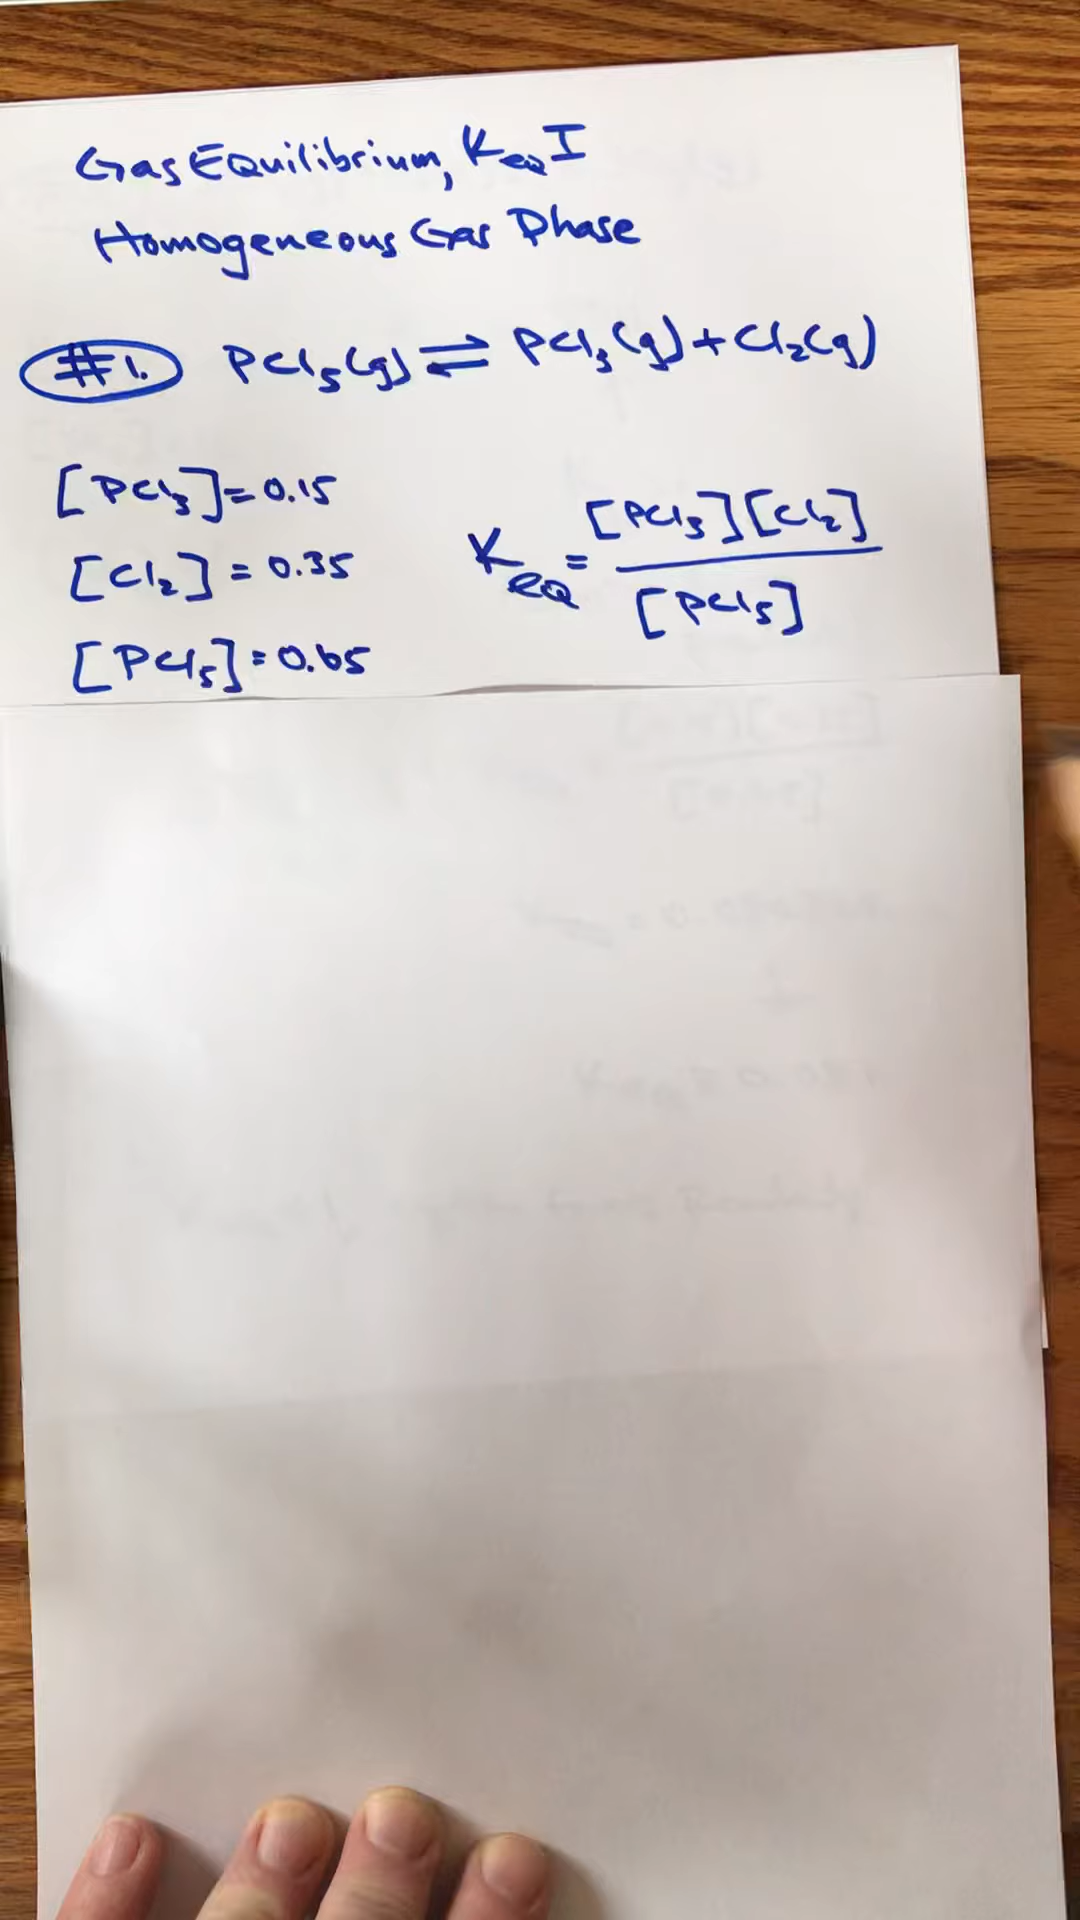 Gas Equilibrium, Keq I
Homogeneous Gas Phase
#1. PCl₅(g) ⇌ PCl₃(g) + Cl₂(g)
[PCl₃] = 0.15
[Cl₂] = 0.35
[PCl₅] = 0.65
Keq = [PCl₃][Cl₂]
[PCl₅]